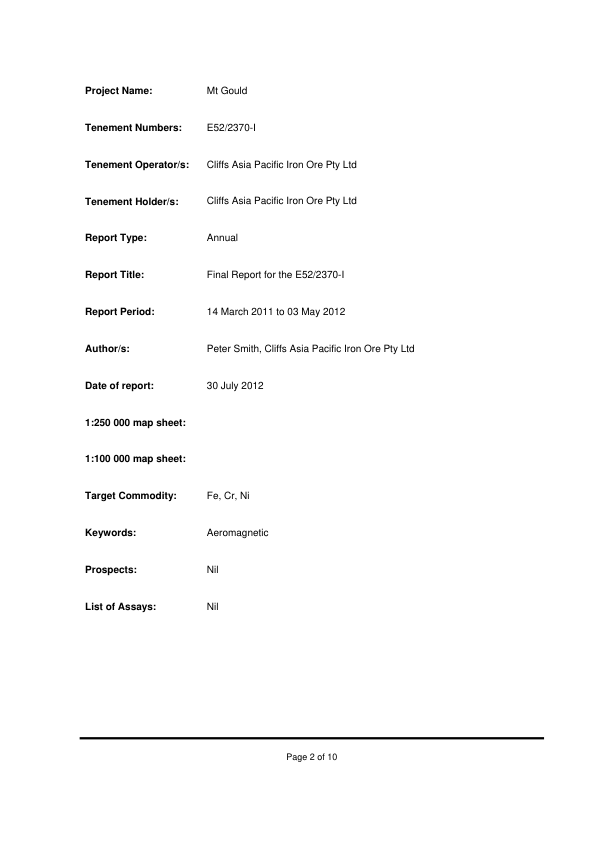 Project Name: Mt Gould
Tenement Numbers: E52/2370-I
Tenement Operator/s: Cliffs Asia Pacific Iron Ore Pty Ltd
Tenement Holder/s: Cliffs Asia Pacific Iron Ore Pty Ltd
Report Type: Annual
Report Title: Final Report for the E52/2370-I
Report Period: 14 March 2011 to 03 May 2012
Author/s: Peter Smith, Cliffs Asia Pacific Iron Ore Pty Ltd
Date of report: 30 July 2012
1:250 000 map sheet:
1:100 000 map sheet:
Target Commodity: Fe, Cr, Ni
Keywords: Aeromagnetic
Prospects: Nil
List of Assays: Nil
Page 2 of 10